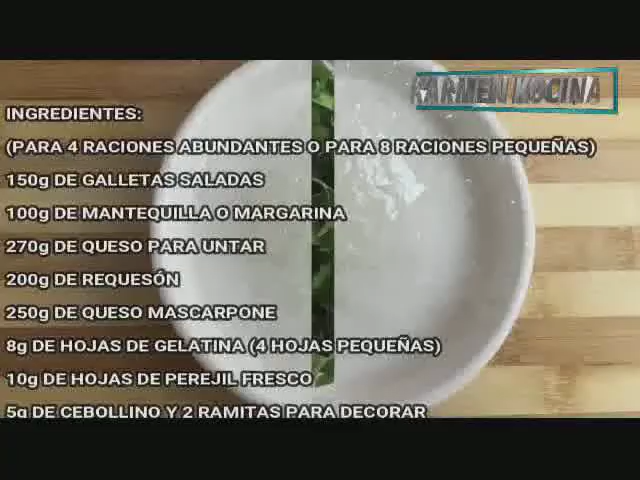 KARMEN KOCINA
INGREDIENTES:
(PARA 4 RACIONES ABUNDANTES O PARA 8 RACIONES PEQUEÑAS)
150g DE GALLETAS SALADAS
100g DE MANTEQUILLA O MARGARINA
270g DE QUESO PARA UNTAR
200g DE REQUESÓN
250g DE QUESO MASCARPONE
8g DE HOJAS DE GELATINA (4 HOJAS PEQUEÑAS)
10g DE HOJAS DE PEREJIL FRESCO
5g DE CEBOLLINO Y 2 RAMITAS PARA DECORAR